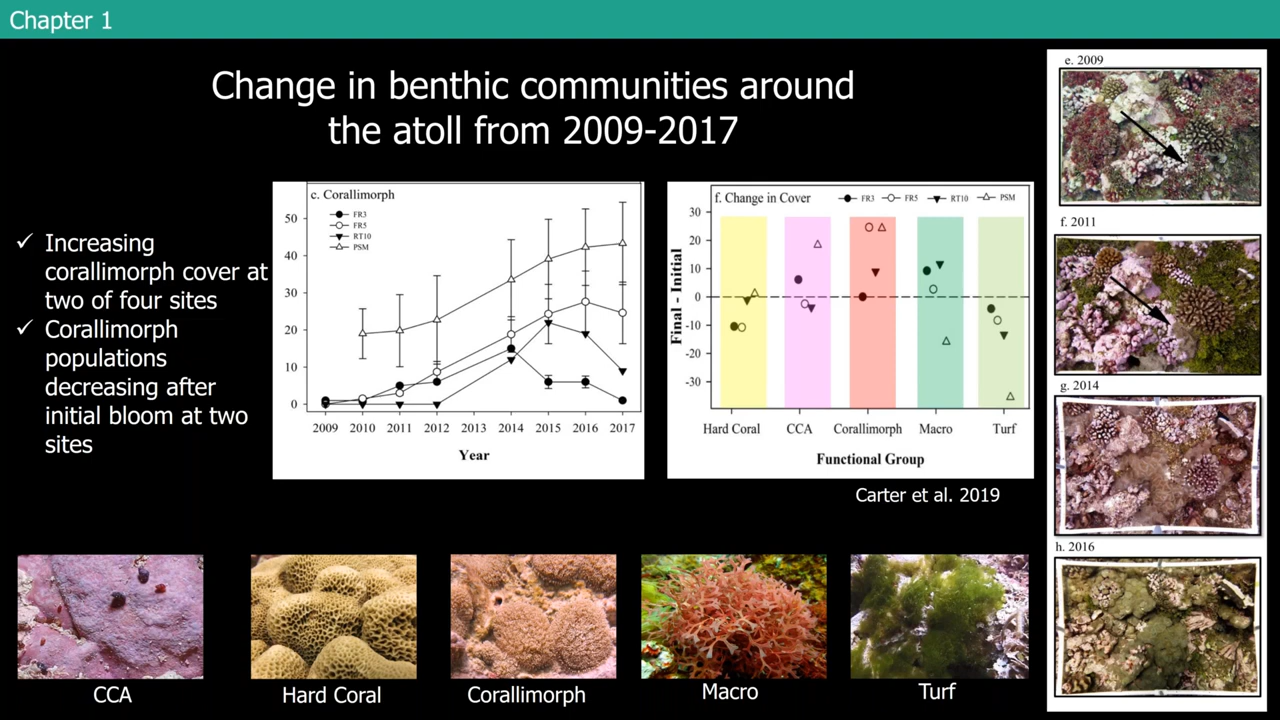 Chapter 1
Change in benthic communities around
the atoll from 2009-2017
✓ Increasing
corallimorph cover at
two of four sites
✓ Corallimorph
populations
decreasing after
initial bloom at two
sites
c. Corallimorph
FR3
FR5
RT10
PSM
50
40
30
20
10
0
2009 2010 2011 2012 2013 2014 2015 2016 2017
Year
f. Change in Cover FR3 FR5 RT10 PSM
Final - Initial
30
20
10
0
-10
-20
-30
Hard Coral CCA Corallimorph Macro Turf
Functional Group
Carter et al. 2019
e. 2009
f. 2011
g. 2014
h. 2016
CCA Hard Coral Corallimorph Macro Turf